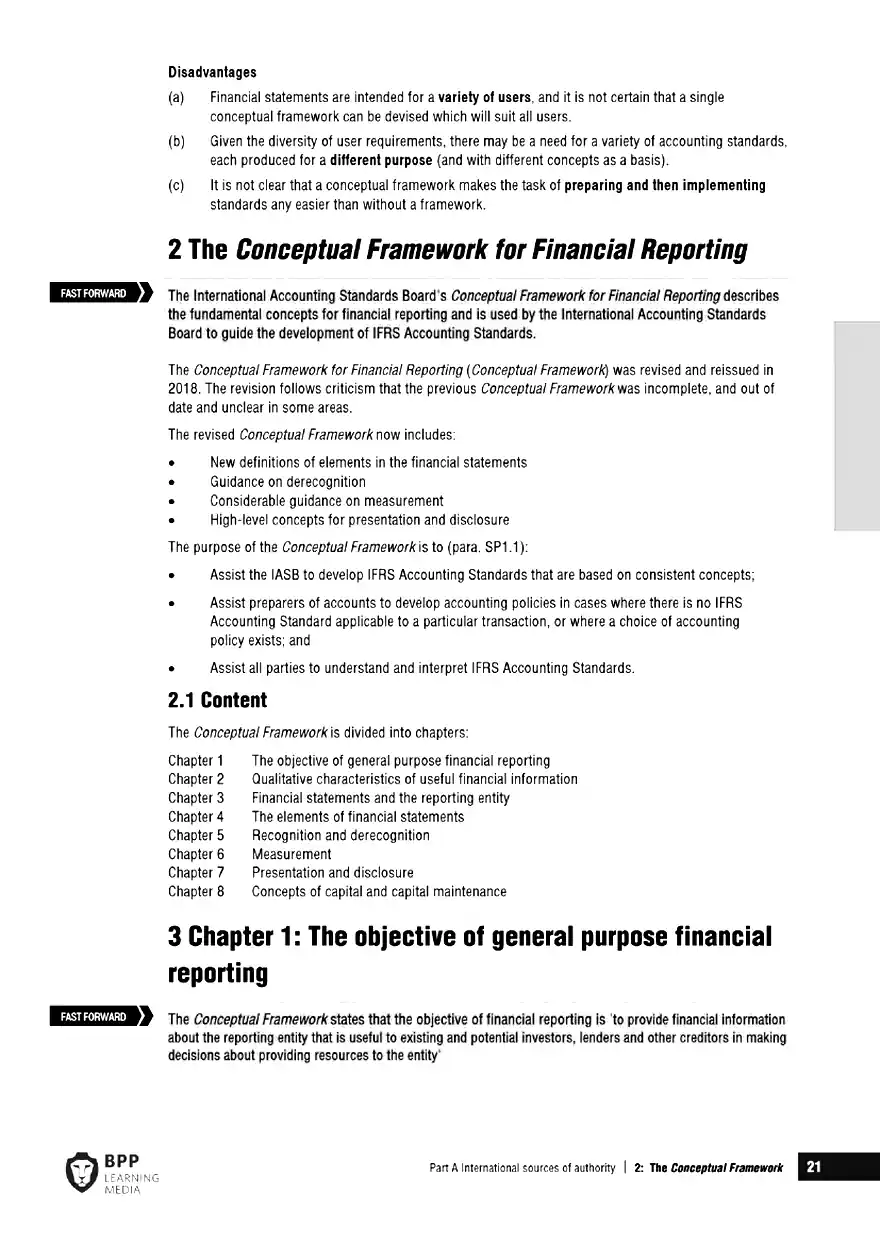 Disadvantages
(a) Financial statements are intended for a variety of users, and it is not certain that a single
conceptual framework can be devised which will suit all users.
(b) Given the diversity of user requirements, there may be a need for a variety of accounting standards,
each produced for a different purpose (and with different concepts as a basis).
(c) It is not clear that a conceptual framework makes the task of preparing and then implementing
standards any easier than without a framework.
2 The Conceptual Framework for Financial Reporting
FAST FORWARD
The International Accounting Standards Board's Conceptual Framework for Financial Reporting describes
the fundamental concepts for financial reporting and is used by the International Accounting Standards
Board to guide the development of IFRS Accounting Standards.
The Conceptual Framework for Financial Reporting (Conceptual Framework) was revised and reissued in
2018. The revision follows criticism that the previous Conceptual Framework was incomplete, and out of
date and unclear in some areas.
The revised Conceptual Framework now includes:
• New definitions of elements in the financial statements
• Guidance on derecognition
• Considerable guidance on measurement
• High-level concepts for presentation and disclosure
The purpose of the Conceptual Framework is to (para. SP1.1):
• Assist the IASB to develop IFRS Accounting Standards that are based on consistent concepts;
• Assist preparers of accounts to develop accounting policies in cases where there is no IFRS
Accounting Standard applicable to a particular transaction, or where a choice of accounting
policy exists; and
• Assist all parties to understand and interpret IFRS Accounting Standards.
2.1 Content
The Conceptual Framework is divided into chapters:
Chapter 1 The objective of general purpose financial reporting
Chapter 2 Qualitative characteristics of useful financial information
Chapter 3 Financial statements and the reporting entity
Chapter 4 The elements of financial statements
Chapter 5 Recognition and derecognition
Chapter 6 Measurement
Chapter 7 Presentation and disclosure
Chapter 8 Concepts of capital and capital maintenance
3 Chapter 1: The objective of general purpose financial
reporting
FAST FORWARD
The Conceptual Framework states that the objective of financial reporting is 'to provide financial information
about the reporting entity that is useful to existing and potential investors, lenders and other creditors in making
decisions about providing resources to the entity'
BPP
LEARNING
MEDIA
Part A International sources of authority | 2: The Conceptual Framework 21